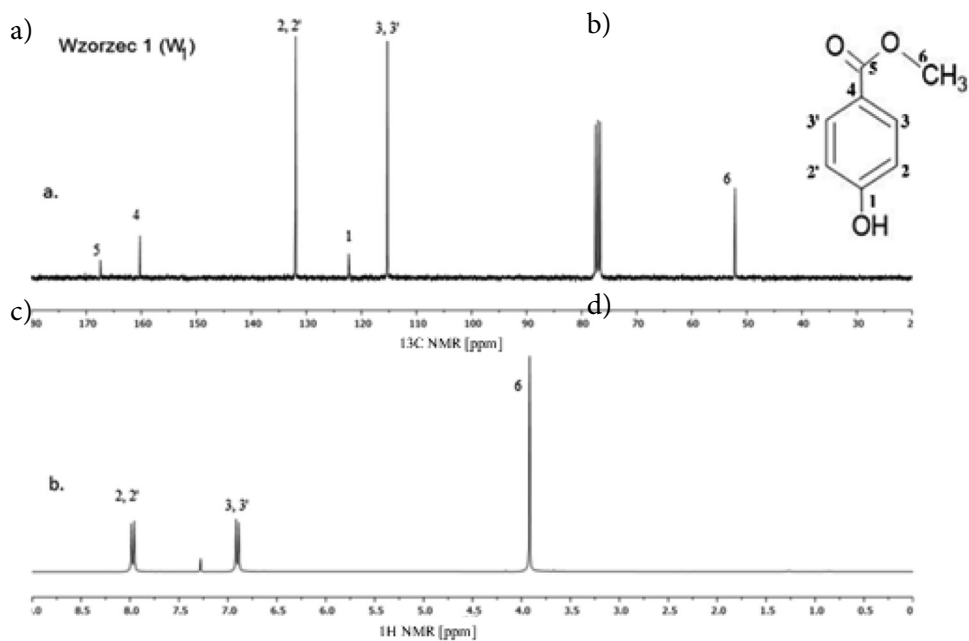 a)
Wzorzec 1 (W1)
2, 2'
3, 3'
b)
O
O
6
CH3
5
4
3'
3
2'
2
1
OH
a.
5
4
1
6
c)
d)
90 170 160 150 140 130 120 110 100 90 80 70 60 50 40 30 20 2
13C NMR [ppm]
6
b.
2, 2'
3, 3'
.0 8.5 8.0 7.5 7.0 6.5 6.0 5.5 5.0 4.5 4.0 3.5 3.0 2.5 2.0 1.5 1.0 0.5 0
1H NMR [ppm]